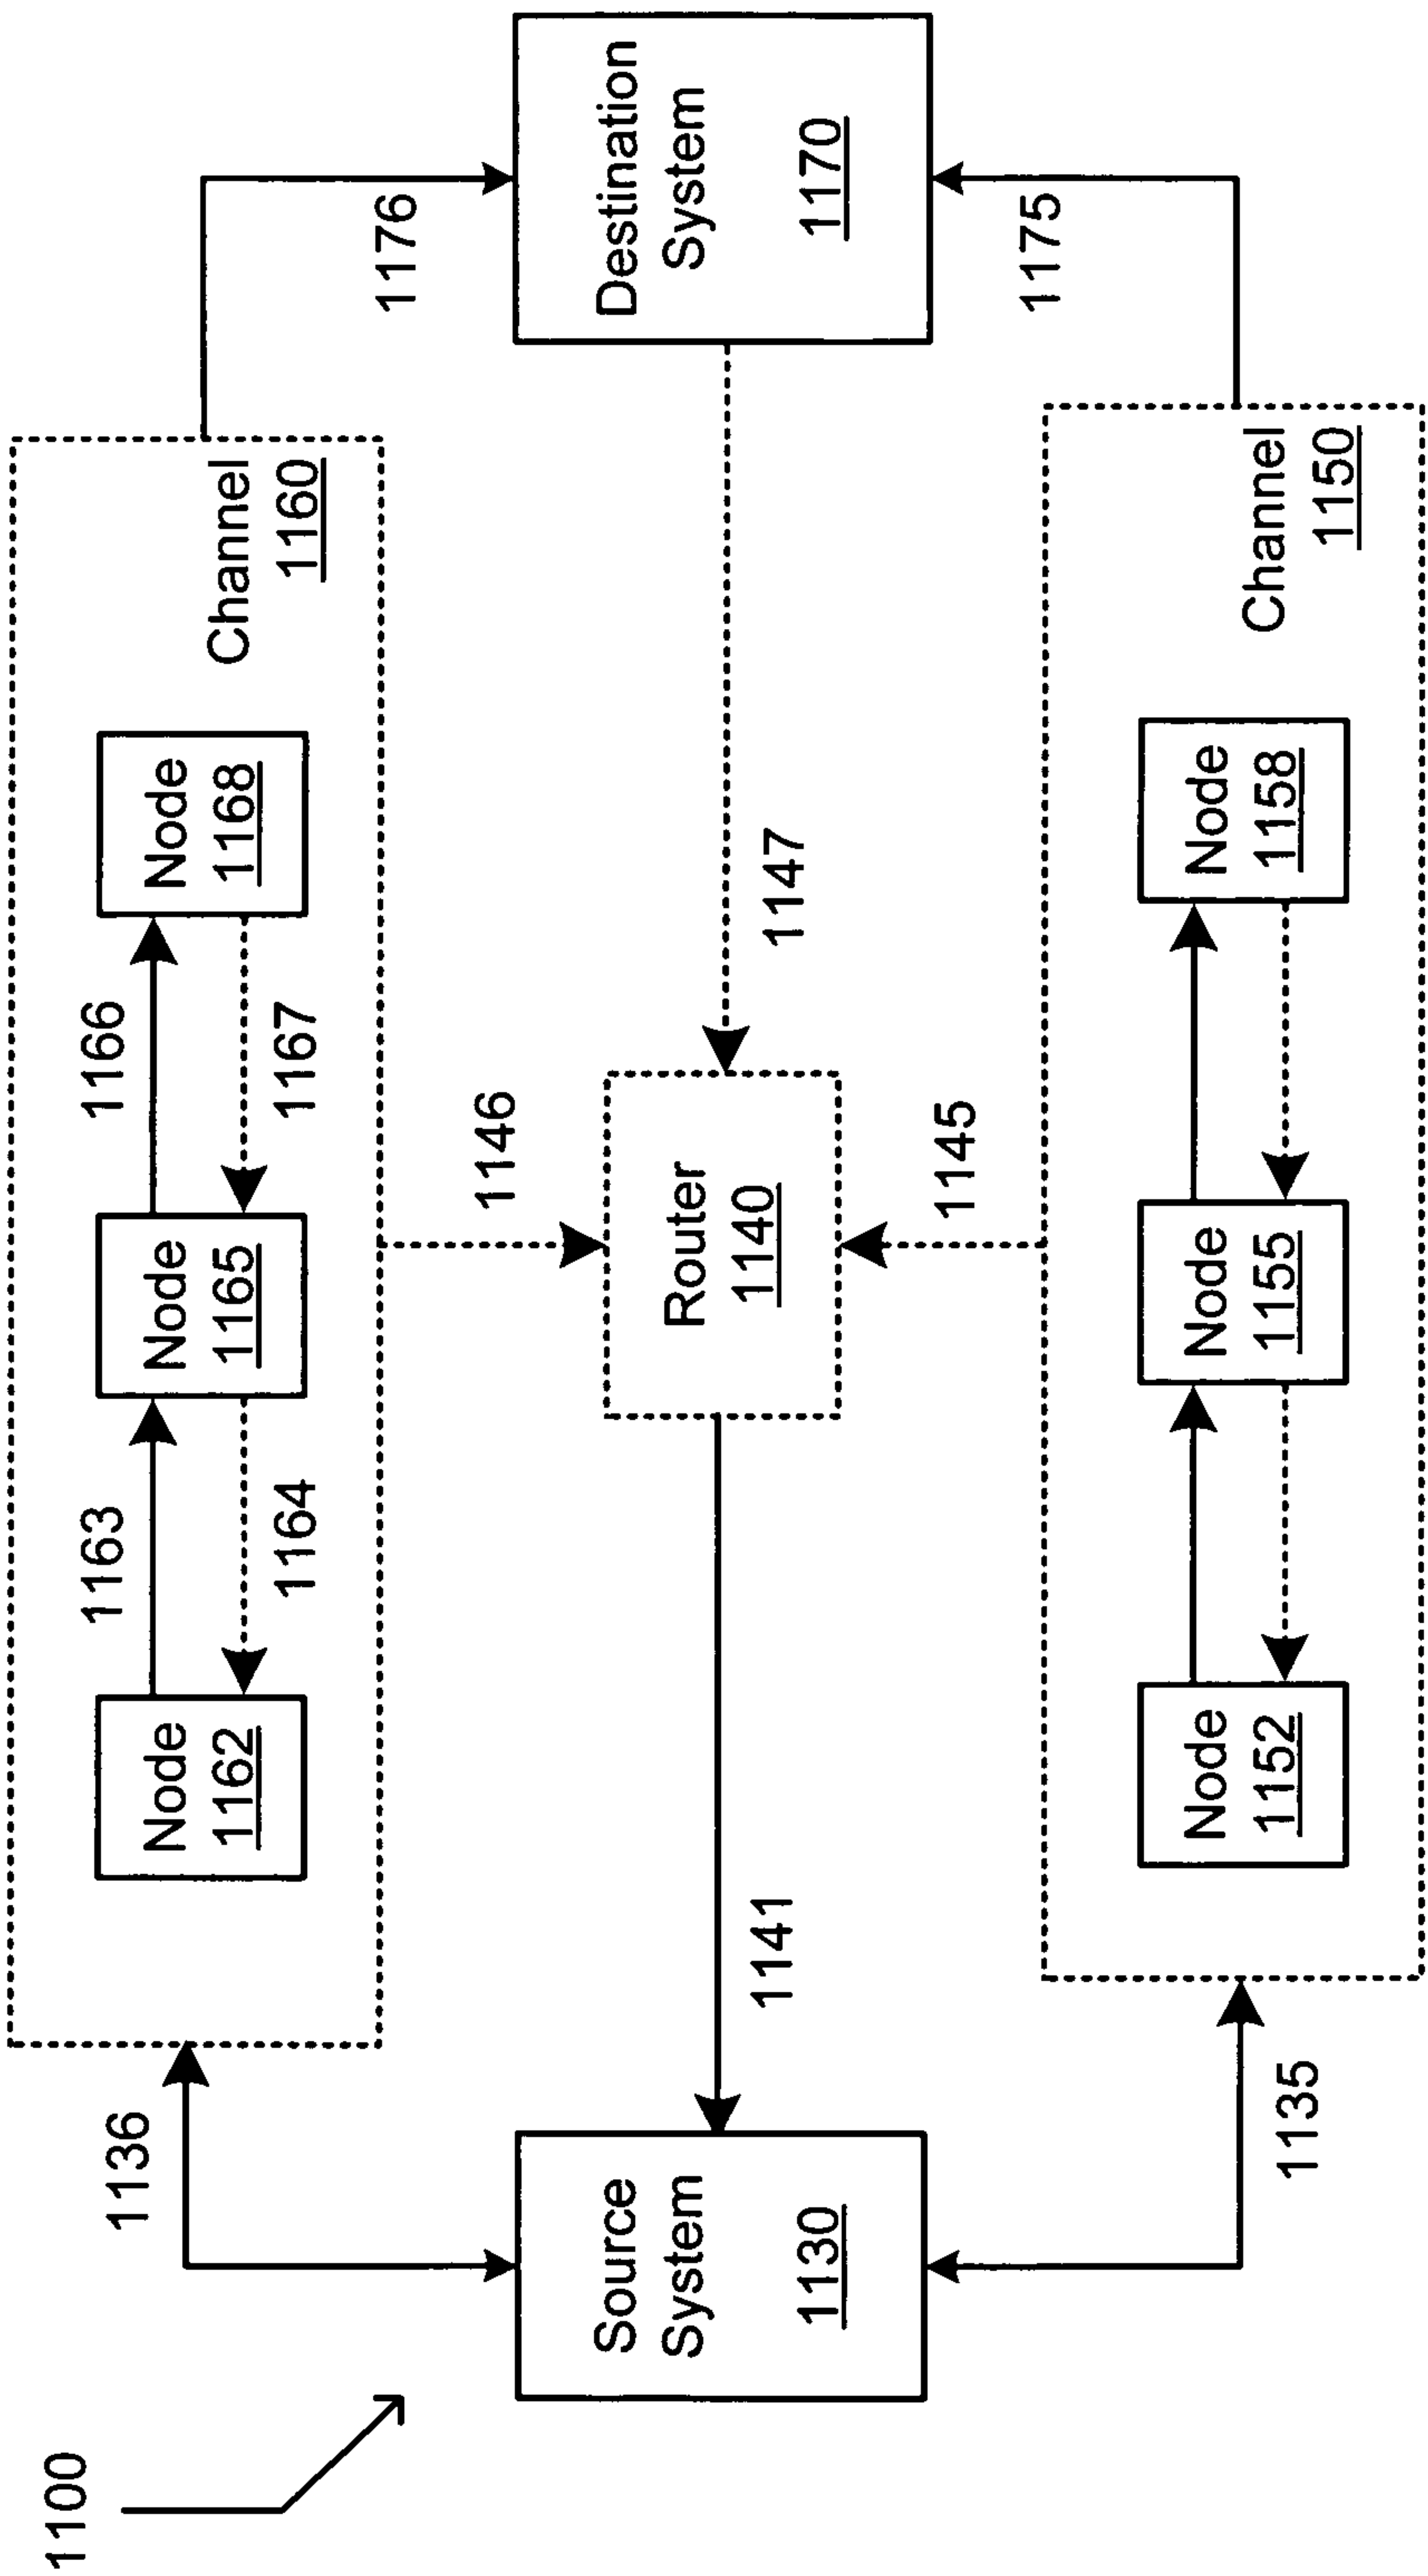 1100
1136
1163
1164
1166
1167
Node
1162
Node
1165
Node
1168
Channel
1160
1176
Source
System
1130
1141
1146
Router
1140
1145
1147
Destination
System
1170
1175
1135
Node
1152
Node
1155
Node
1158
Channel
1150